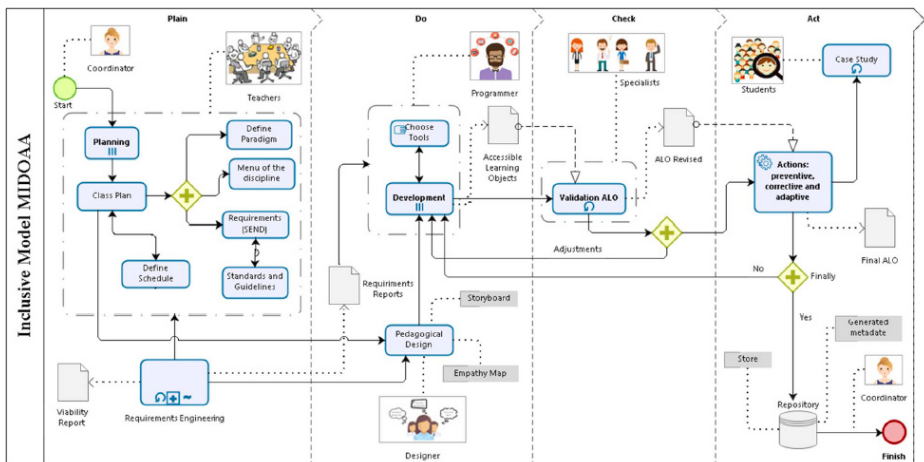 Inclusive Model MIDOAA
Plain
Do
Check
Act
Coordinator
Start
Teachers
Planning
Class Plan
Define
Paradigm
Menu of the
discipline
Requirements
(SEND)
Define
Schedule
Standards and
Guidelines
Viability
Report
Requirements Engineering
Programmer
Choose
Tools
Development
Accessible
Learning
Objects
Requiriments
Reports
Storyboard
Pedagogical
Design
Empathy Map
Designer
Specialists
ALO Revised
Validation ALO
Adjustments
Students
Case Study
Actions:
preventive,
corrective and
adaptive
Final ALO
No
Finally
Yes
Generated
metadate
Store
Repository
Coordinator
Finish